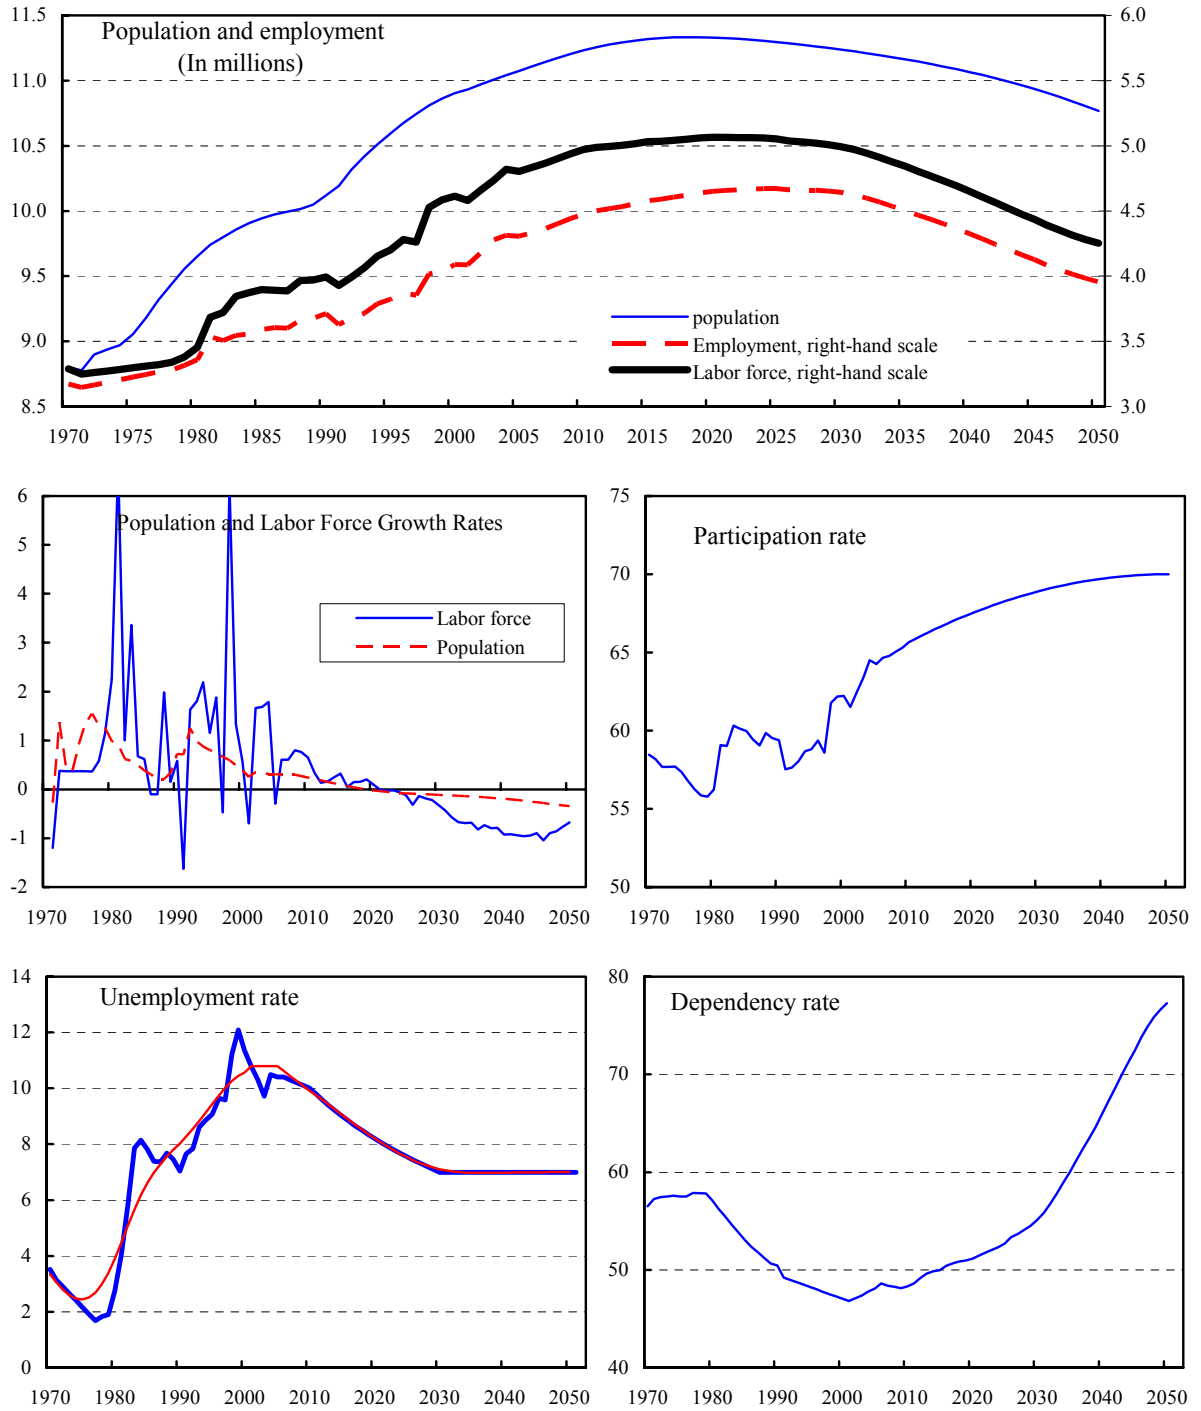 Population and employment
(In millions)
11.5
11.0
10.5
10.0
9.5
9.0
8.5
6.0
5.5
5.0
4.5
4.0
3.5
3.0
population
Employment, right-hand scale
Labor force, right-hand scale
1970 1975 1980 1985 1990 1995 2000 2005 2010 2015 2020 2025 2030 2035 2040 2045 2050
Population and Labor Force Growth Rates
6
5
4
3
2
1
0
-1
-2
Labor force
Population
1970 1980 1990 2000 2010 2020 2030 2040 2050
Participation rate
75
70
65
60
55
50
1970 1980 1990 2000 2010 2020 2030 2040 2050
Unemployment rate
14
12
10
8
6
4
2
0
1970 1980 1990 2000 2010 2020 2030 2040 2050
Dependency rate
80
70
60
50
40
1970 1980 1990 2000 2010 2020 2030 2040 2050